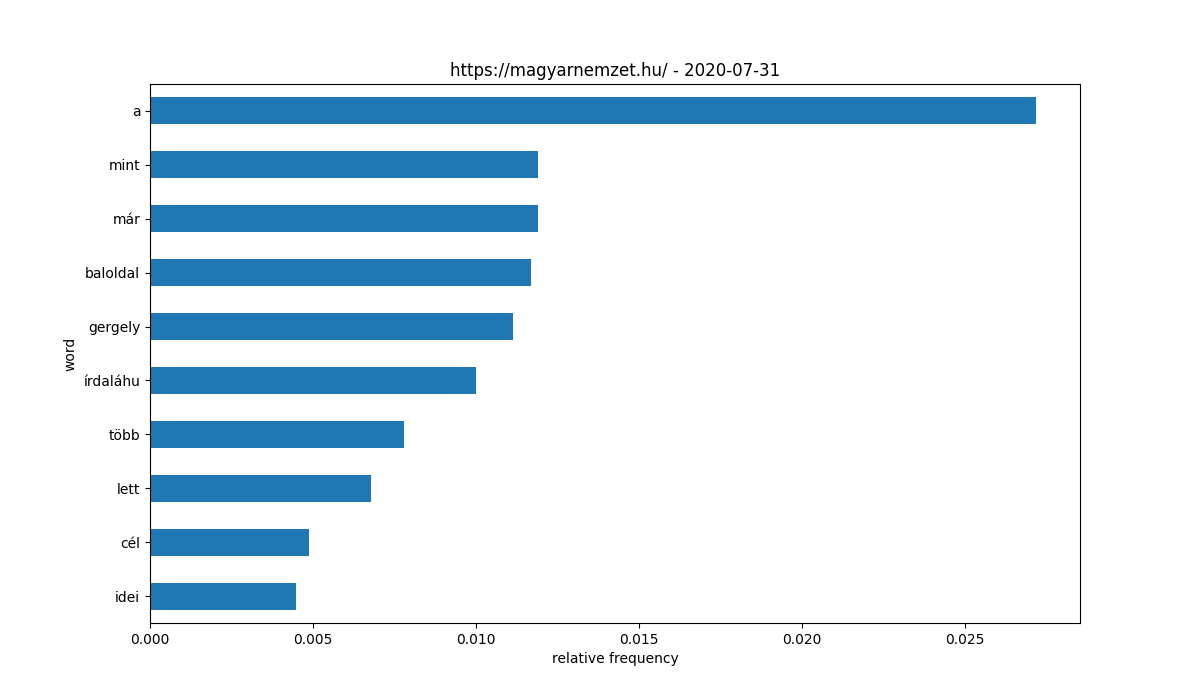 https://magyarnemzet.hu/ - 2020-07-31
a
mint
már
baloldal
gergely
írdaláhu
több
lett
cél
idei
word
0.000 0.005 0.010 0.015 0.020 0.025
relative frequency